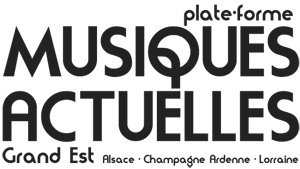 plate·forme
MUSIQUES
ACTUELLES
Grand Est Alsace · Champagne Ardenne · Lorraine